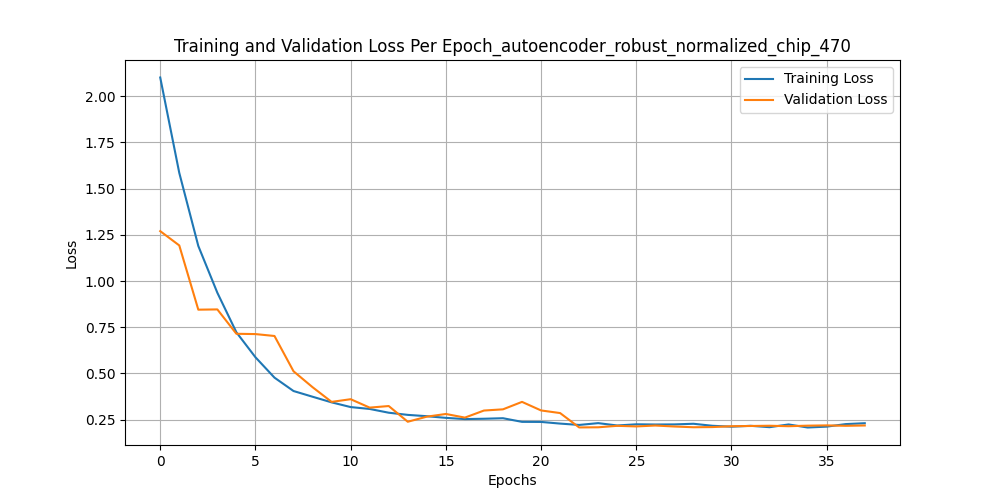 Training and Validation Loss Per Epoch_autoencoder_robust_normalized_chip_470
Training Loss
Validation Loss
2.00
1.75
1.50
1.25
1.00
0.75
0.50
0.25
Loss
0 5 10 15 20 25 30 35
Epochs